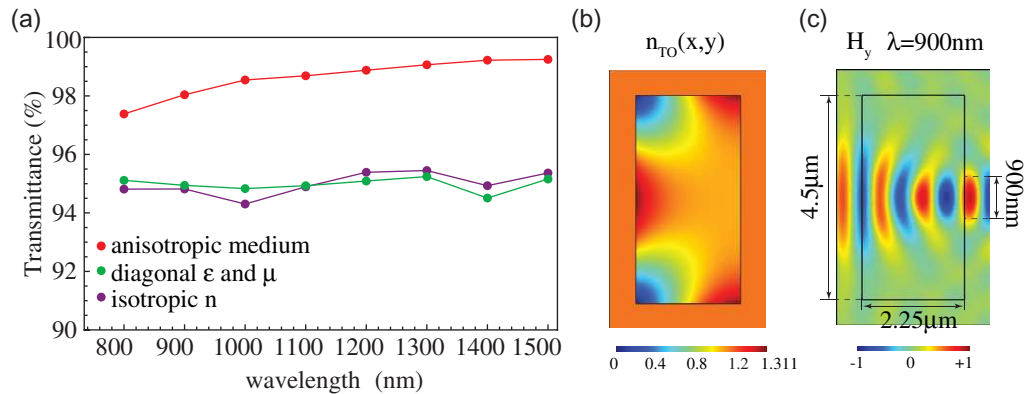 (a)
100
98
96
94
92
90
Transmittance (%)
anisotropic medium
diagonal ε and μ
isotropic n
800 900 1000 1100 1200 1300 1400 1500
wavelength (nm)
(b)
n_TO(x,y)
0 0.4 0.8 1.2 1.311
(c)
H_y λ=900nm
4.5μm
900nm
2.25μm
-1 0 +1